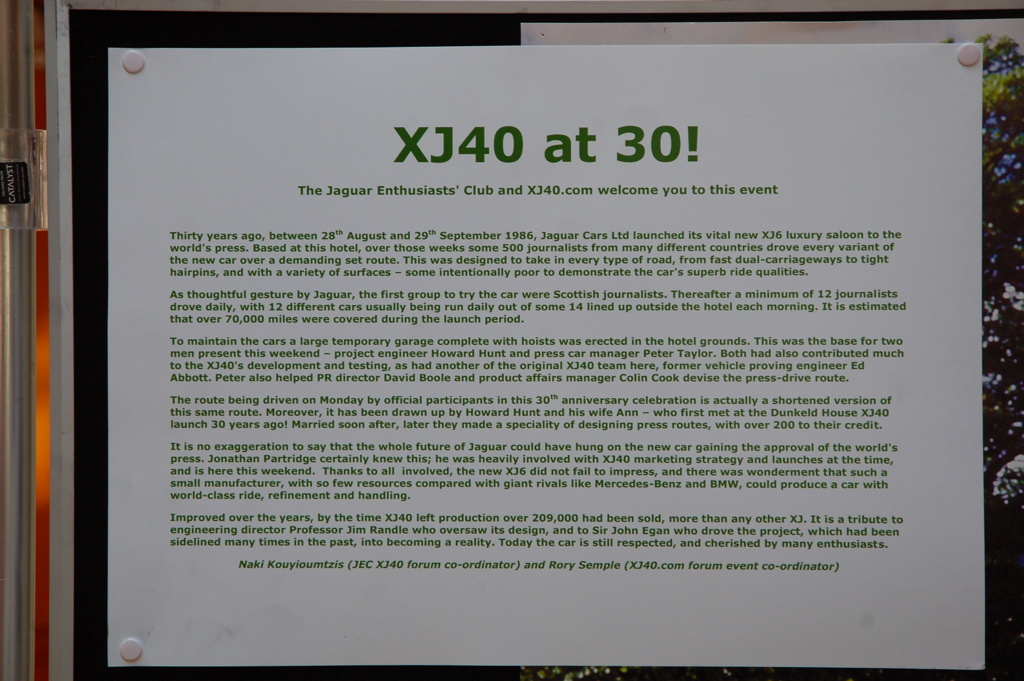 XJ40 at 30!
The Jaguar Enthusiasts' Club and XJ40.com welcome you to this event
Thirty years ago, between 28th August and 29th September 1986, Jaguar Cars Ltd launched its vital new XJ6 luxury saloon to
the world's press. Based at this hotel, over those weeks some 500 journalists from many different countries drove every variant of
the new car over a demanding set route. This was designed to take in every type of road, from fast dual-carriageways to tight
hairpins, and with a variety of surfaces – some intentionally poor to demonstrate the car's superb ride qualities.
As thoughtful gesture by Jaguar, the first group to try the car were Scottish journalists. Thereafter a minimum of 12 journalists
drove daily, with 12 different cars usually being run daily out of some 14 lined up outside the hotel each morning. It is estimated
that over 70,000 miles were covered during the launch period.
To maintain the cars a large temporary garage complete with hoists was erected in the hotel grounds. This was the base for two
men present this weekend – project engineer Howard Hunt and press car manager Peter Taylor. Both had also contributed much
to the XJ40's development and testing, as had another of the original XJ40 team here, former vehicle proving engineer Ed
Abbott. Peter also helped PR director David Boole and product affairs manager Colin Cook devise the press-drive route.
The route being driven on Monday by official participants in this 30th anniversary celebration is actually a shortened version of
this same route. Moreover, it has been drawn up by Howard Hunt and his wife Ann – who first met at the Dunkeld House XJ40
launch 30 years ago! Married soon after, later they made a speciality of designing press routes, with over 200 to their credit.
It is no exaggeration to say that the whole future of Jaguar could have hung on the new car gaining the approval of the world's
press. Jonathan Partridge certainly knew this; he was heavily involved with XJ40 marketing strategy and launches at the time,
and is here this weekend. Thanks to all involved, the new XJ6 did not fail to impress, and there was wonderment that such a
small manufacturer, with so few resources compared with giant rivals like Mercedes-Benz and BMW, could produce a car with
world-class ride, refinement and handling.
Improved over the years, by the time XJ40 left production over 209,000 had been sold, more than any other XJ. It is a tribute to
engineering director Professor Jim Randle who oversaw its design, and to Sir John Egan who drove the project, which had been
sidelined many times in the past, into becoming a reality. Today the car is still respected, and cherished by many enthusiasts.
Naki Kouyioumtzis (JEC XJ40 forum co-ordinator) and Rory Semple (XJ40.com forum event co-ordinator)
CATALYST